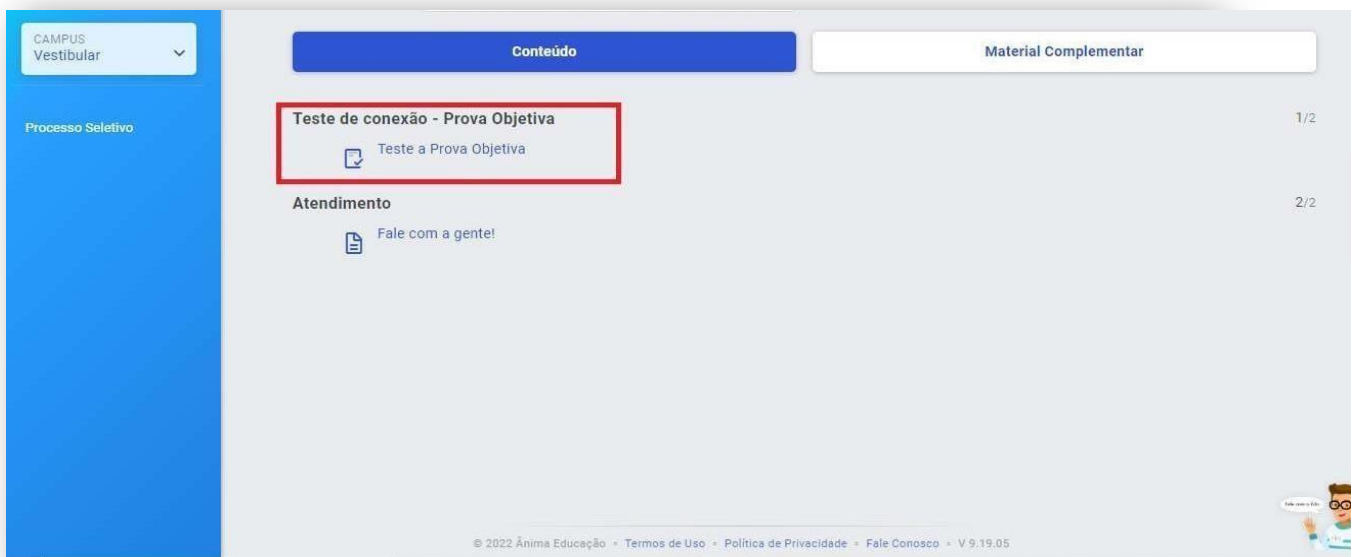 CAMPUS
Vestibular
Processo Seletivo
Conteúdo
Material Complementar
Teste de conexão - Prova Objetiva
1/2
Teste a Prova Objetiva
Atendimento
2/2
Fale com a gente!
© 2022 Ânima Educação • Termos de Uso • Política de Privacidade • Fale Conosco • V 9.19.05